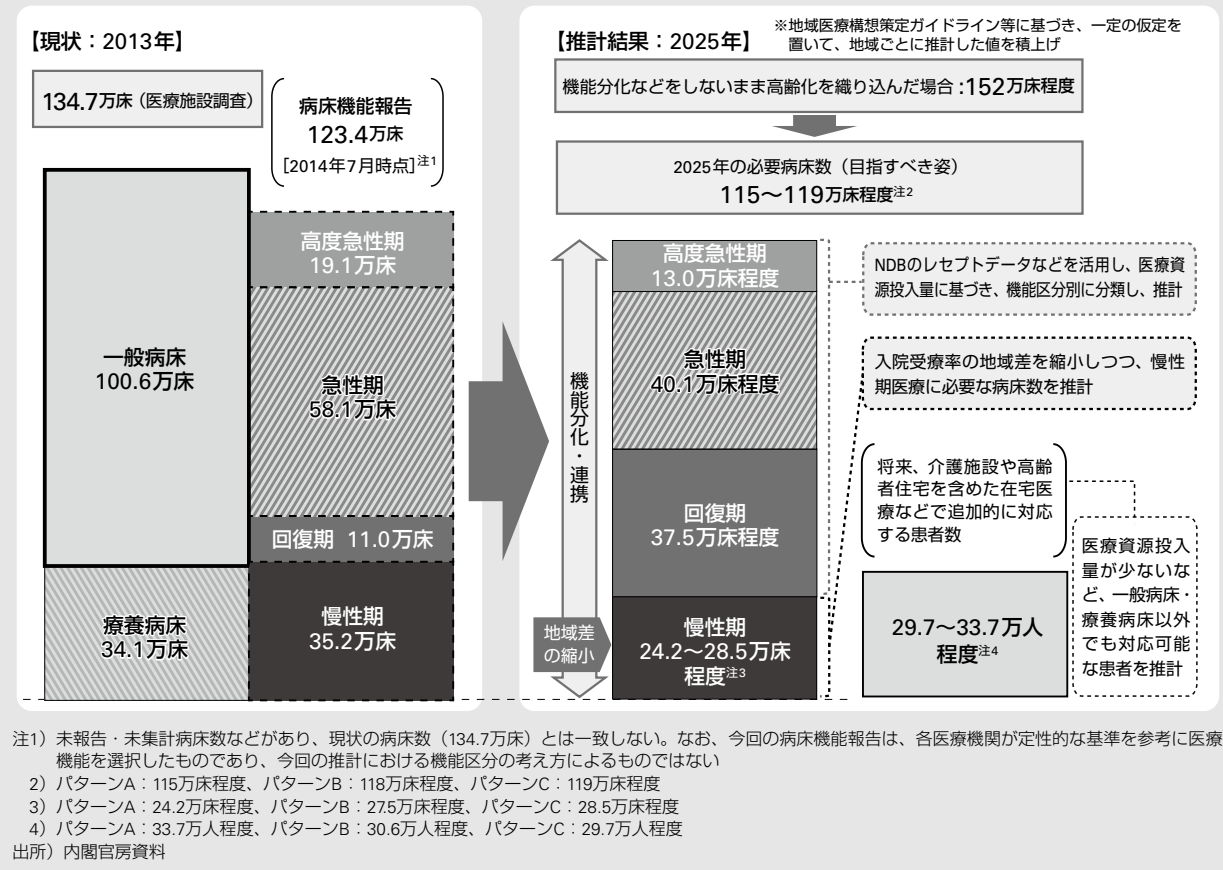 【現状：2013年】
134.7万床（医療施設調査）
病床機能報告
123.4万床
[2014年7月時点]注1
一般病床
100.6万床
療養病床
34.1万床
高度急性期
19.1万床
急性期
58.1万床
回復期 11.0万床
慢性期
35.2万床
【推計結果：2025年】
※地域医療構想策定ガイドライン等に基づき、一定の仮定を
置いて、地域ごとに推計した値を積上げ
機能分化などをしないまま高齢化を織り込んだ場合：152万床程度
2025年の必要病床数（目指すべき姿）
115〜119万床程度注2
機能分化・連携
地域差
の縮小
高度急性期
13.0万床程度
急性期
40.1万床程度
回復期
37.5万床程度
慢性期
24.2〜28.5万床
程度注3
NDBのレセプトデータなどを活用し、医療資
源投入量に基づき、機能区分別に分類し、推計
入院受療率の地域差を縮小しつつ、慢性
期医療に必要な病床数を推計
将来、介護施設や高齢
者住宅を含めた在宅医
療などで追加的に対応
する患者数
29.7〜33.7万人
程度注4
医療資源投入
量が少ないな
ど、一般病床・
療養病床以外
でも対応可能
な患者を推計
注1）未報告・未集計病床数などがあり、現状の病床数（134.7万床）とは一致しない。なお、今回の病床機能報告は、各医療機関が定性的な基準を参考に医療
機能を選択したものであり、今回の推計における機能区分の考え方によるものではない
2）パターンA：115万床程度、パターンB：118万床程度、パターンC：119万床程度
3）パターンA：24.2万床程度、パターンB：27.5万床程度、パターンC：28.5万床程度
4）パターンA：33.7万人程度、パターンB：30.6万人程度、パターンC：29.7万人程度
出所）内閣官房資料